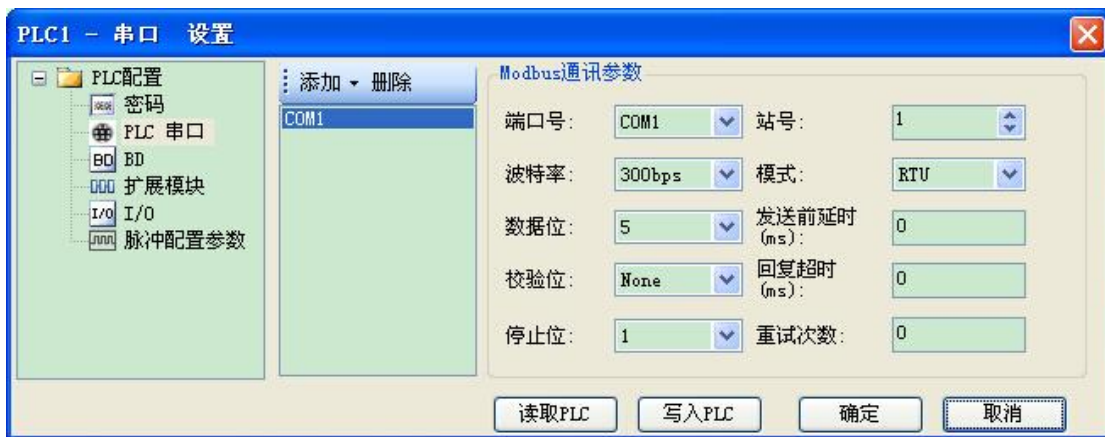 PLC1 - 串口 设置
PLC配置
密码
PLC 串口
BD BD
扩展模块
I/O I/O
脉冲配置参数
添加 删除
COM1
Modbus通讯参数
端口号: COM1 站号: 1
波特率: 300bps 模式: RTU
数据位: 5 发送前延时(ms): 0
校验位: None 回复超时(ms): 0
停止位: 1 重试次数: 0
读取PLC 写入PLC 确定 取消